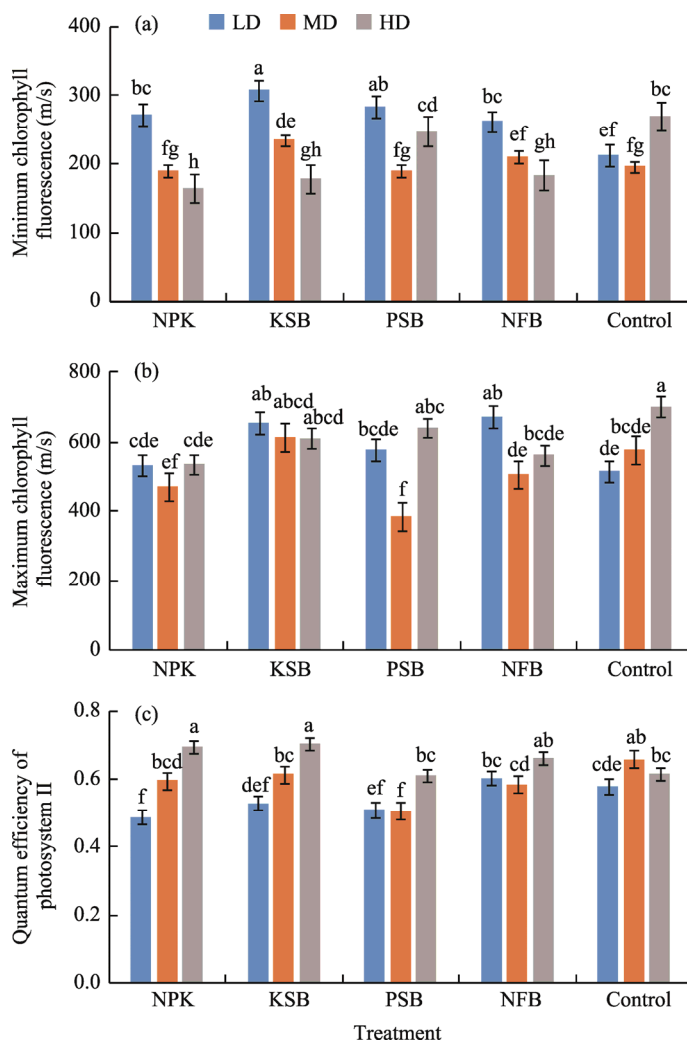 (a) LD MD HD
Minimum chlorophyll
fluorescence (m/s)
400
300
200
100
0
bc fg h a de gh ab fg cd bc ef gh ef fg bc
NPK KSB PSB NFB Control
(b)
Maximum chlorophyll
fluorescence (m/s)
800
600
400
200
0
cde ef cde ab abcd abcd bcde f abc ab de bcde de bcde a
NPK KSB PSB NFB Control
(c)
Quantum efficiency of
photosystem II
0.8
0.6
0.4
0.2
0.0
f bcd a def bc a ef f bc bc cd ab cde ab bc
NPK KSB PSB NFB Control
Treatment